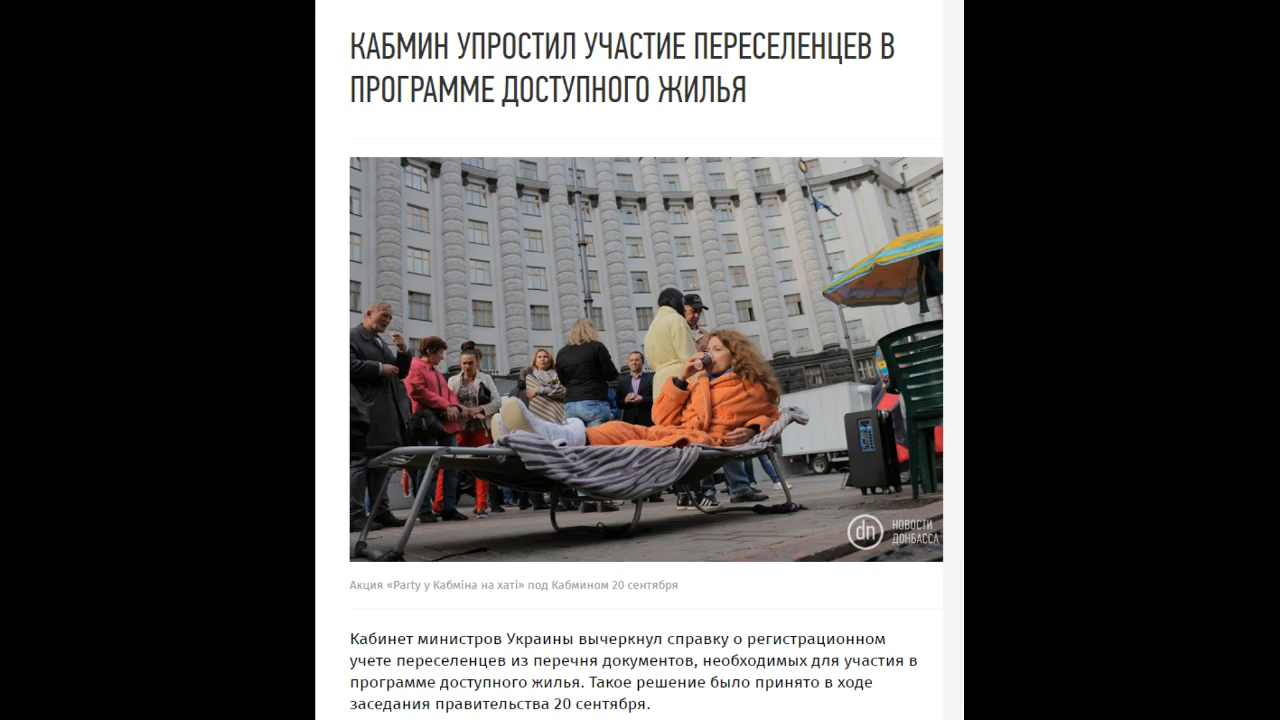 КАБМИН УПРОСТИЛ УЧАСТИЕ ПЕРЕСЕЛЕНЦЕВ В
ПРОГРАММЕ ДОСТУПНОГО ЖИЛЬЯ
dn
НОВОСТИ
ДОНБАССА
Акция «Party у Кабміна на хаті» под Кабмином 20 сентября
Кабинет министров Украины вычеркнул справку о регистрационном
учете переселенцев из перечня документов, необходимых для участия в
программе доступного жилья. Такое решение было принято в ходе
заседания правительства 20 сентября.